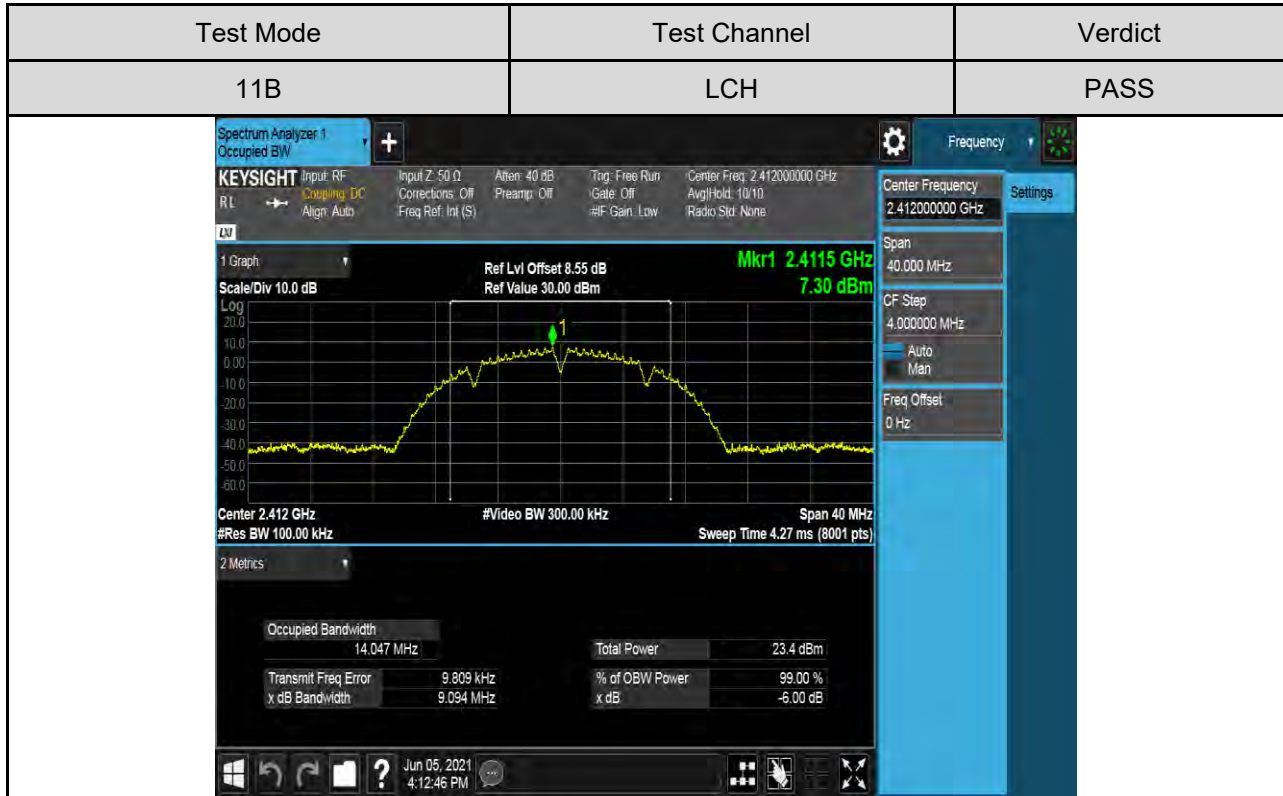 Test Mode Test Channel Verdict
11B LCH PASS
Spectrum Analyzer 1
Occupied BW
+
Frequency
KEYSIGHT Input: RF Input Z: 50 Ω Atten: 40 dB Trig: Free Run Center Freq: 2.412000000 GHz
RL Coupling: DC Corrections: Off Preamp: Off Gate: Off Avg|Hold: 10/10
Align: Auto Freq Ref: Int (S) #IF Gain: Low Radio Std: None
LXI
Center Frequency
2.412000000 GHz
Settings
Span
40.000 MHz
CF Step
4.000000 MHz
Auto
Man
Freq Offset
0 Hz
1 Graph
Ref Lvl Offset 8.55 dB
Mkr1 2.4115 GHz
Scale/Div 10.0 dB
Ref Value 30.00 dBm
7.30 dBm
Log
20.0
10.0
0.00
-10.0
-20.0
-30.0
-40.0
-50.0
-60.0
1
Center 2.412 GHz #Video BW 300.00 kHz Span 40 MHz
#Res BW 100.00 kHz Sweep Time 4.27 ms (8001 pts)
2 Metrics
Occupied Bandwidth
14.047 MHz
Total Power 23.4 dBm
Transmit Freq Error 9.809 kHz % of OBW Power 99.00 %
x dB Bandwidth 9.094 MHz x dB -6.00 dB
?
Jun 05, 2021
4:12:46 PM